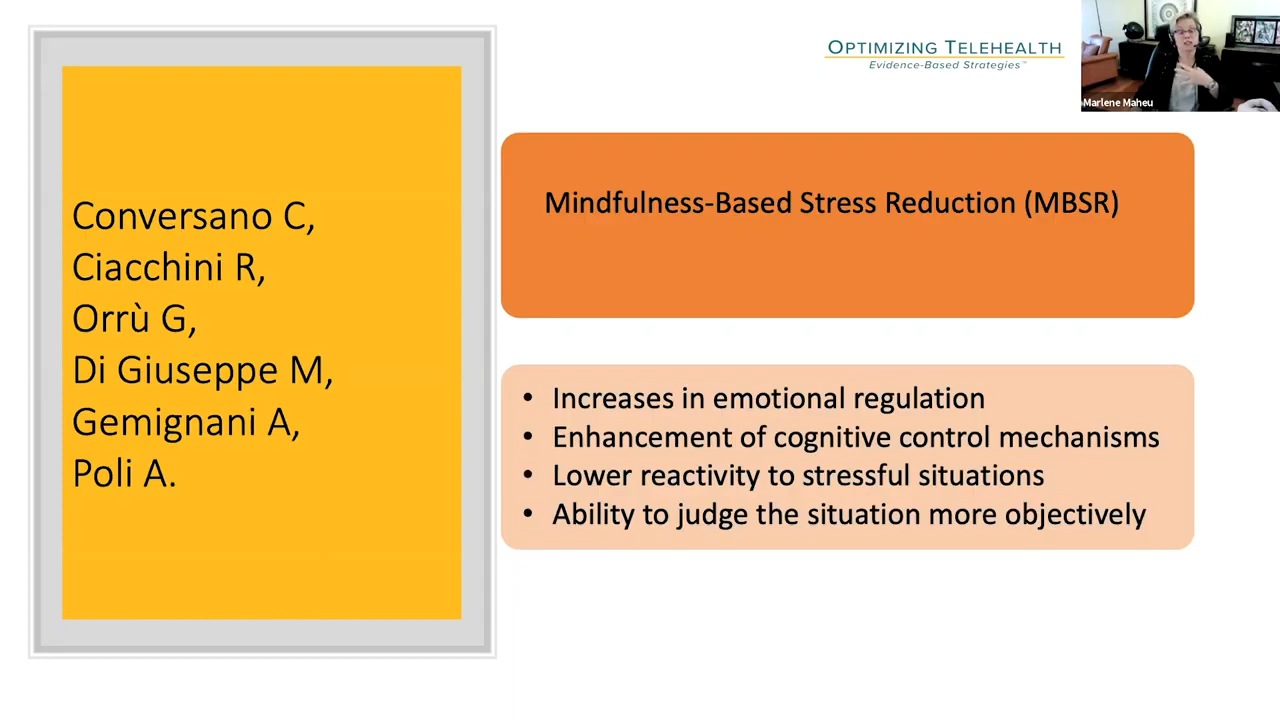 OPTIMIZING TELEHEALTH
Evidence-Based Strategies™
Marlene Maheu
Conversano C,
Ciacchini R,
Orrù G,
Di Giuseppe M,
Gemignani A,
Poli A.
Mindfulness-Based Stress Reduction (MBSR)
• Increases in emotional regulation
• Enhancement of cognitive control mechanisms
• Lower reactivity to stressful situations
• Ability to judge the situation more objectively